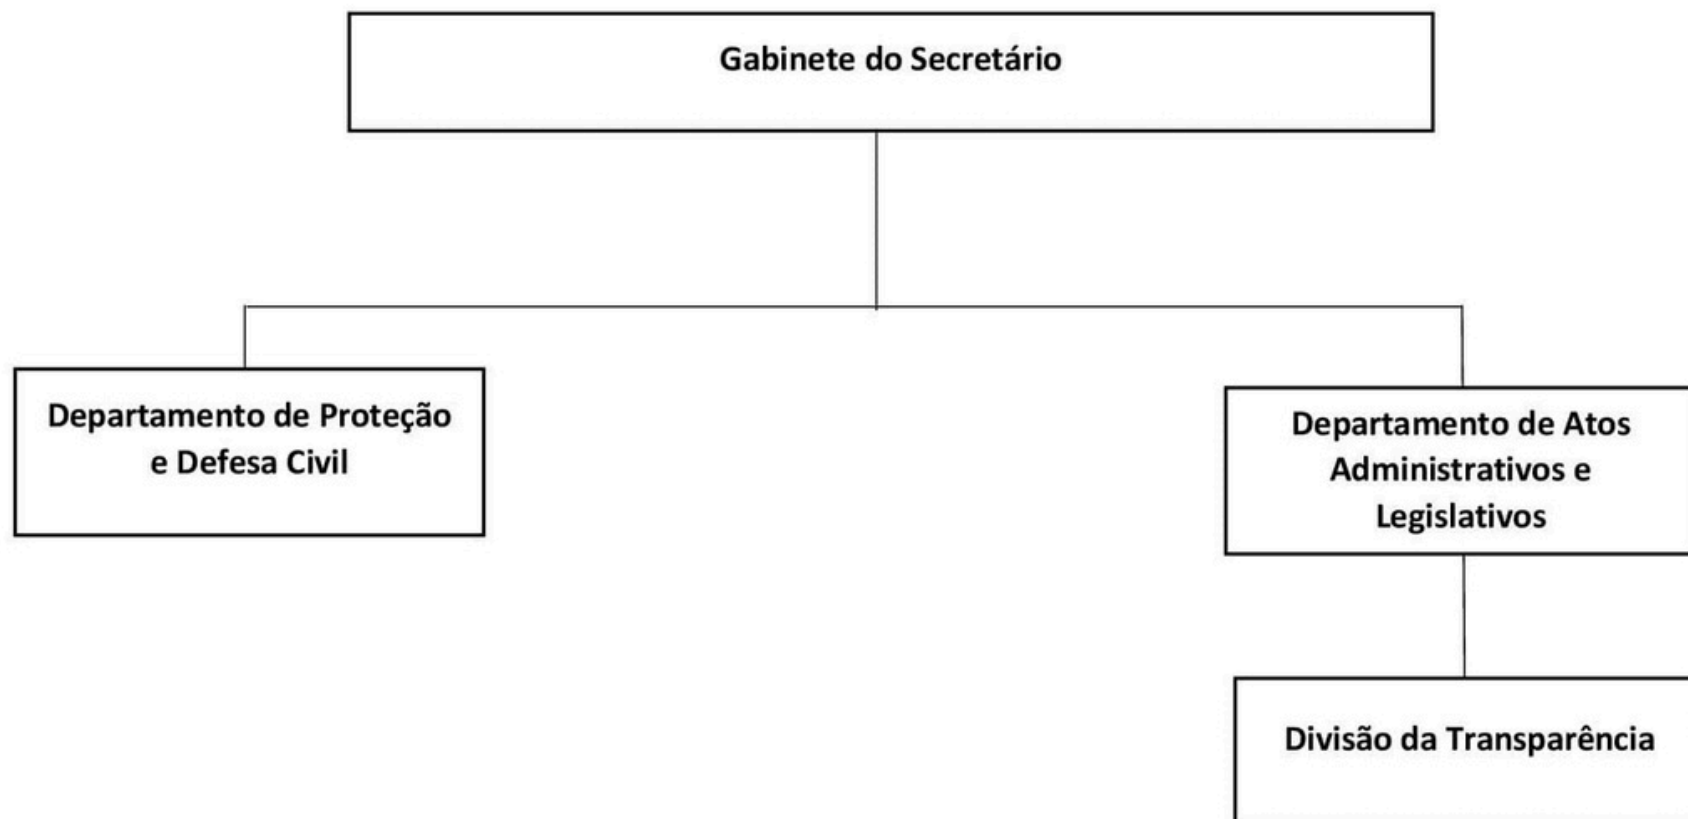 Gabinete do Secretário
Departamento de Proteção
e Defesa Civil
Departamento de Atos
Administrativos e
Legislativos
Divisão da Transparência